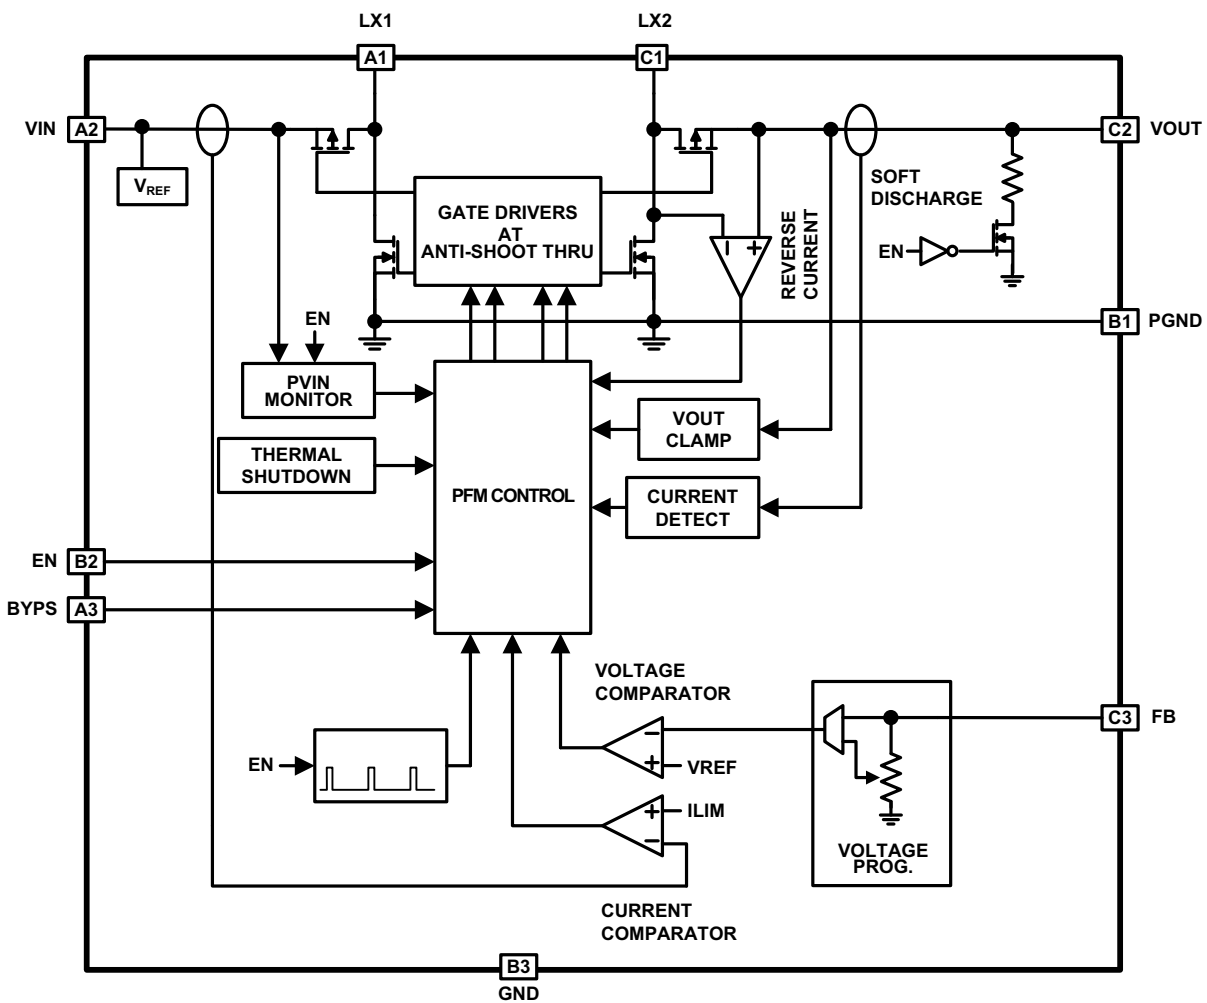 LX1
LX2
A1
C1
VIN
A2
C2
VOUT
VREF
SOFT
DISCHARGE
GATE DRIVERS
AT
ANTI-SHOOT THRU
REVERSE
CURRENT
EN
EN
B1
PGND
PVIN
MONITOR
VOUT
CLAMP
THERMAL
SHUTDOWN
PFM CONTROL
CURRENT
DETECT
EN
B2
BYPS
A3
VOLTAGE
COMPARATOR
C3
FB
EN
VREF
ILIM
VOLTAGE
PROG.
CURRENT
COMPARATOR
B3
GND